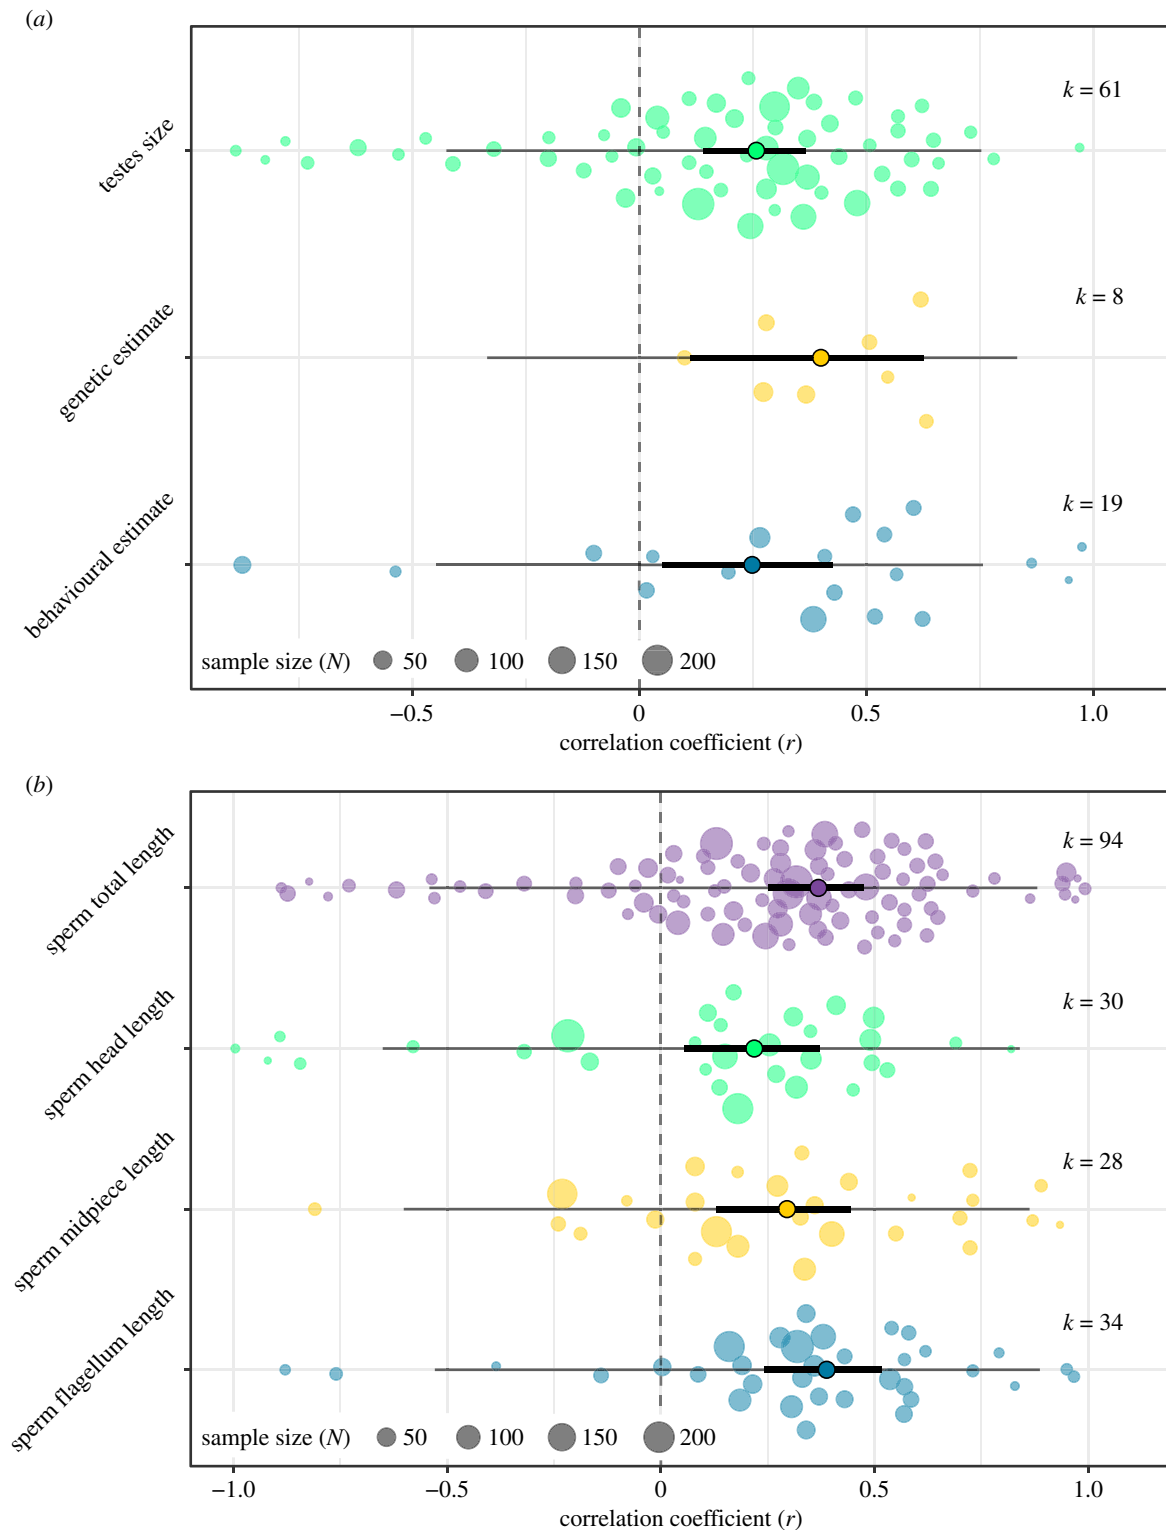 (a)
k = 61
testes size
k = 8
genetic estimate
k = 19
behavioural estimate
sample size (N) 50 100 150 200
−0.5 0 0.5 1.0
correlation coefficient (r)
(b)
k = 94
sperm total length
k = 30
sperm head length
k = 28
sperm midpiece length
k = 34
sperm flagellum length
sample size (N) 50 100 150 200
−1.0 −0.5 0 0.5 1.0
correlation coefficient (r)